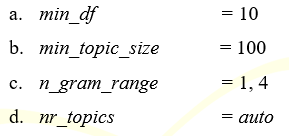 a. min_df = 10
b. min_topic_size = 100
c. n_gram_range = 1, 4
d. nr_topics = auto